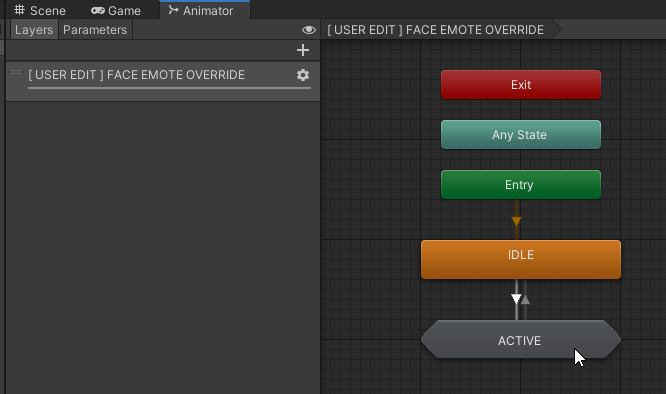 Scene Game Animator
Layers Parameters [ USER EDIT ] FACE EMOTE OVERRIDE
[ USER EDIT ] FACE EMOTE OVERRIDE
Exit
Any State
Entry
IDLE
ACTIVE